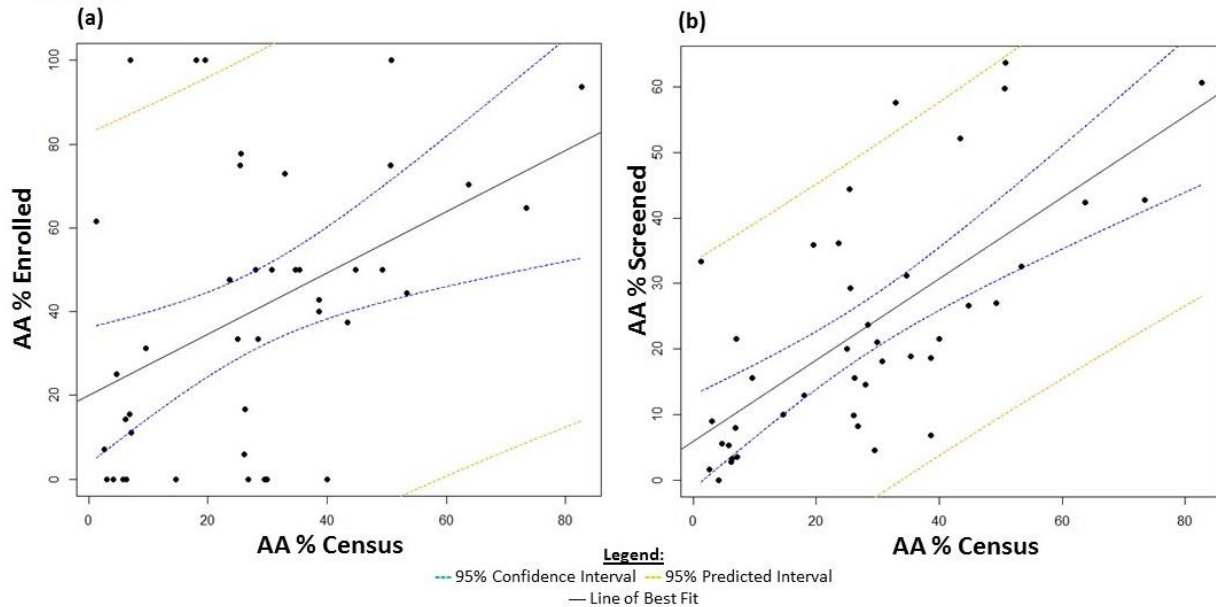 (a)
(b)
AA % Enrolled
100
80
60
40
20
0
0 20 40 60 80
AA % Census
AA % Screened
60
50
40
30
20
10
0
0 20 40 60 80
AA % Census
Legend:
95% Confidence Interval 95% Predicted Interval
Line of Best Fit